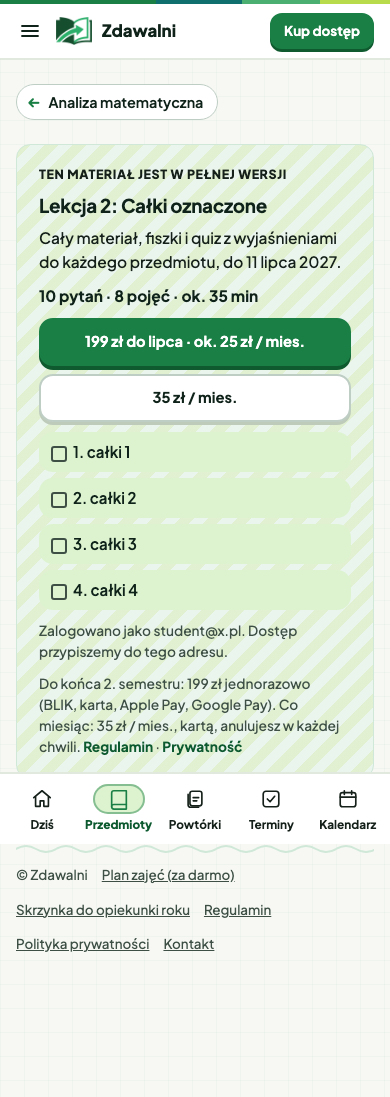 Zdawalni
Kup dostęp
← Analiza matematyczna
TEN MATERIAŁ JEST W PEŁNEJ WERSJI
Lekcja 2: Całki oznaczone
Cały materiał, fiszki i quiz z wyjaśnieniami
do każdego przedmiotu, do 11 lipca 2027.
10 pytań · 8 pojęć · ok. 35 min
199 zł do lipca · ok. 25 zł / mies.
35 zł / mies.
1. całki 1
2. całki 2
3. całki 3
4. całki 4
Zalogowano jako student@x.pl. Dostęp
przypiszemy do tego adresu.
Do końca 2. semestru: 199 zł jednorazowo
(BLIK, karta, Apple Pay, Google Pay). Co
miesiąc: 35 zł / mies., kartą, anulujesz w każdej
chwili. Regulamin · Prywatność
Dziś Przedmioty Powtórki Terminy Kalendarz
© Zdawalni Plan zajęć (za darmo)
Skrzynka do opiekunki roku Regulamin
Polityka prywatności Kontakt